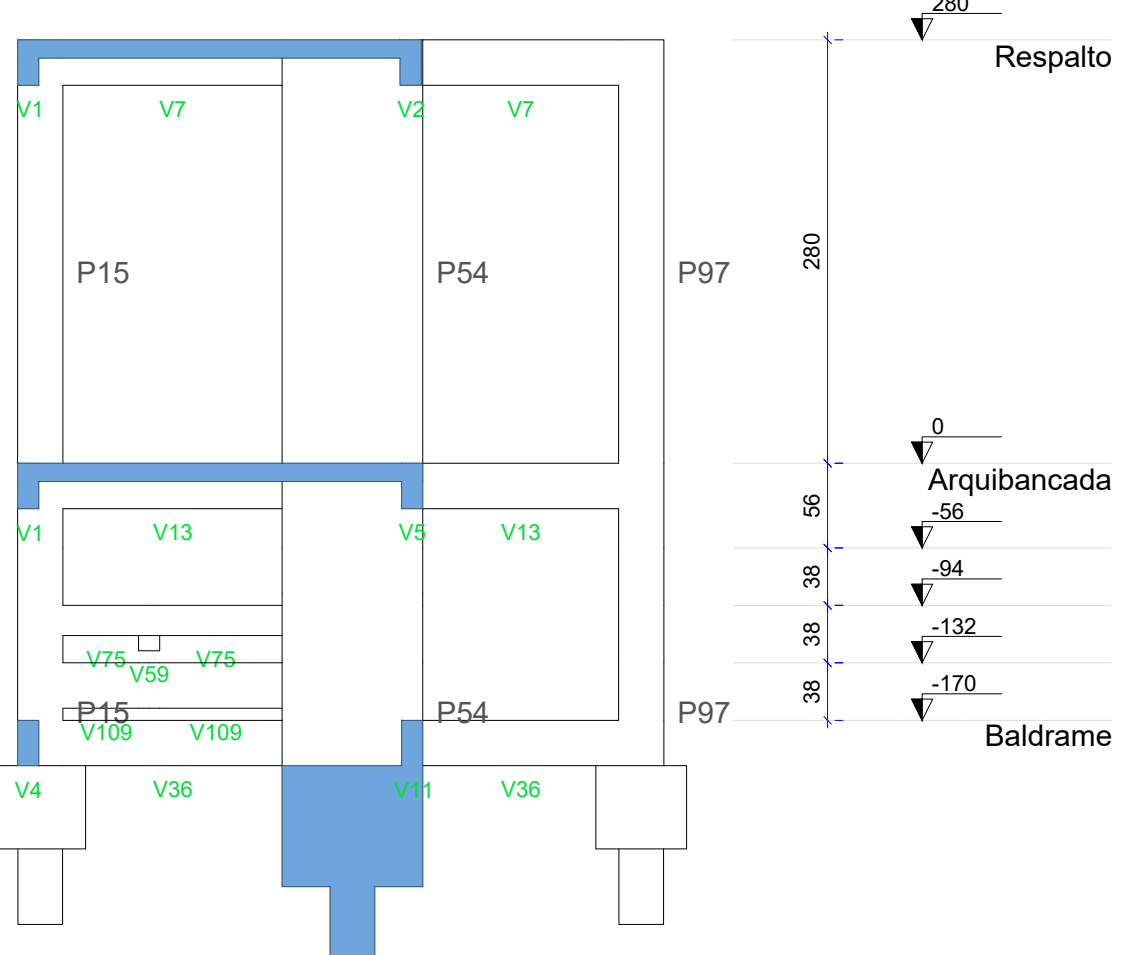 280
Respalto
V1 V7 V2 V7
P15 P54 P97
280
0
Arquibancada
56
-56
V1 V13 V5 V13
38
-94
38
-132
V75 V75
V59
38
-170
P15 P54 P97
V109 V109
Baldrame
V4 V36 V11 V36